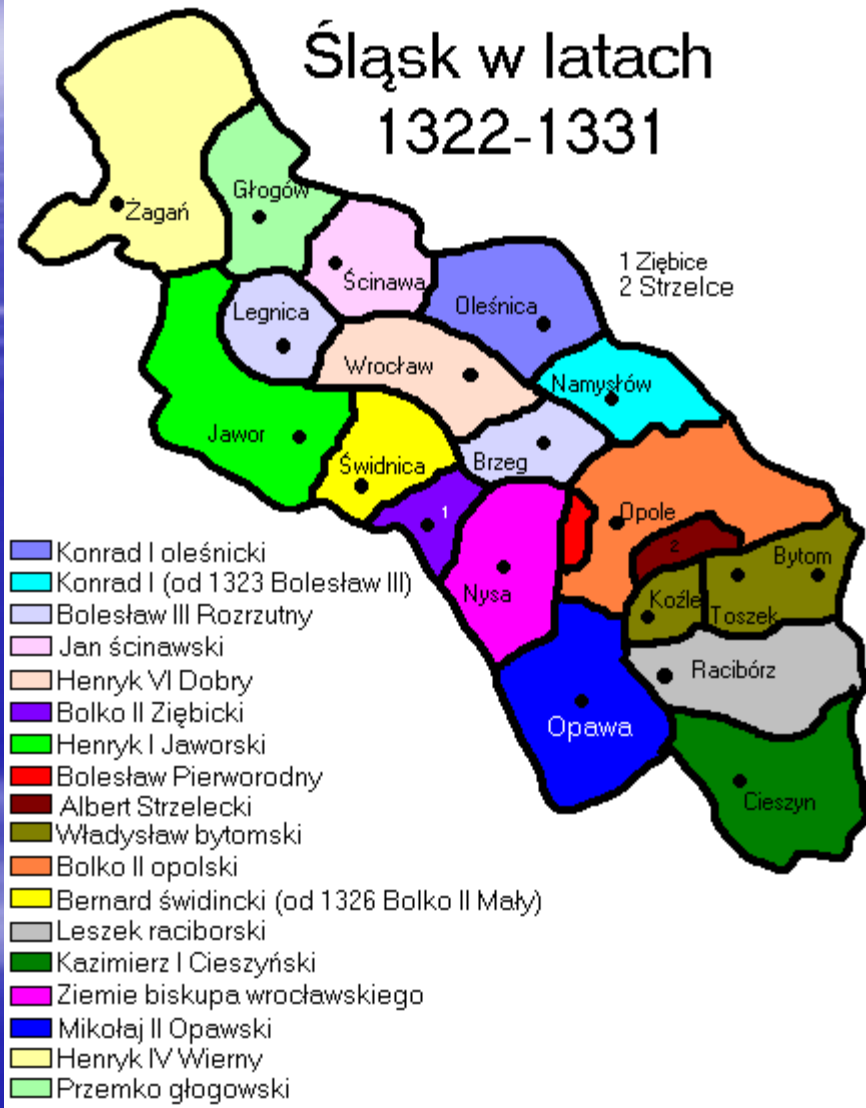 Śląsk w latach
1322-1331
Żagań
Głogów
Ścinawa
1 Ziębice
2 Strzelce
Legnica
Oleśnica
Wrocław
Namysłów
Jawor
Świdnica
Brzeg
1
Opole
2
Bytom
Nysa
Koźle
Toszek
Racibórz
Opawa
Cieszyn
Konrad I oleśnicki
Konrad I (od 1323 Bolesław III)
Bolesław III Rozrzutny
Jan ścinawski
Henryk VI Dobry
Bolko II Ziębicki
Henryk I Jaworski
Bolesław Pierworodny
Albert Strzelecki
Władysław bytomski
Bolko II opolski
Bernard świdincki (od 1326 Bolko II Mały)
Leszek raciborski
Kazimierz I Cieszyński
Ziemie biskupa wrocławskiego
Mikołaj II Opawski
Henryk IV Wierny
Przemko głogowski